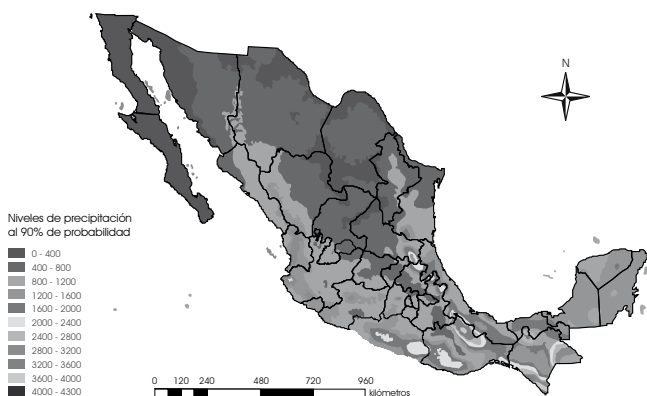 N
Niveles de precipitación
al 90% de probabilidad
0 - 400
400 - 800
800 - 1200
1200 - 1600
1600 - 2000
2000 - 2400
2400 - 2800
2800 - 3200
3200 - 3600
3600 - 4000
4000 - 4300
0 120 240 480 720 960
kilómetros